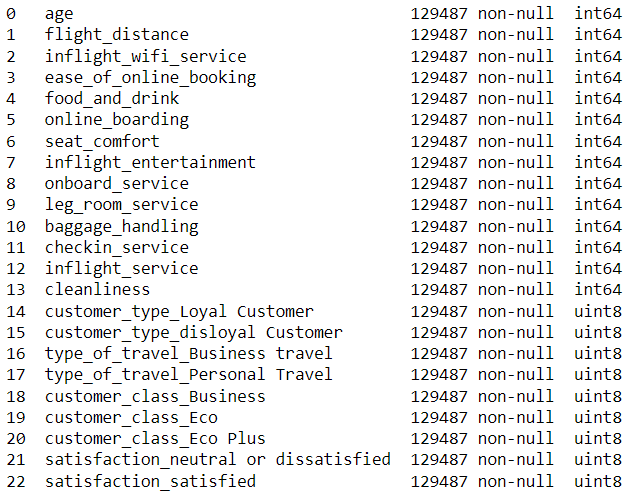 0 age 129487 non-null int64
1 flight_distance 129487 non-null int64
2 inflight_wifi_service 129487 non-null int64
3 ease_of_online_booking 129487 non-null int64
4 food_and_drink 129487 non-null int64
5 online_boarding 129487 non-null int64
6 seat_comfort 129487 non-null int64
7 inflight_entertainment 129487 non-null int64
8 onboard_service 129487 non-null int64
9 leg_room_service 129487 non-null int64
10 baggage_handling 129487 non-null int64
11 checkin_service 129487 non-null int64
12 inflight_service 129487 non-null int64
13 cleanliness 129487 non-null int64
14 customer_type_Loyal Customer 129487 non-null uint8
15 customer_type_disloyal Customer 129487 non-null uint8
16 type_of_travel_Business travel 129487 non-null uint8
17 type_of_travel_Personal Travel 129487 non-null uint8
18 customer_class_Business 129487 non-null uint8
19 customer_class_Eco 129487 non-null uint8
20 customer_class_Eco Plus 129487 non-null uint8
21 satisfaction_neutral or dissatisfied 129487 non-null uint8
22 satisfaction_satisfied 129487 non-null uint8